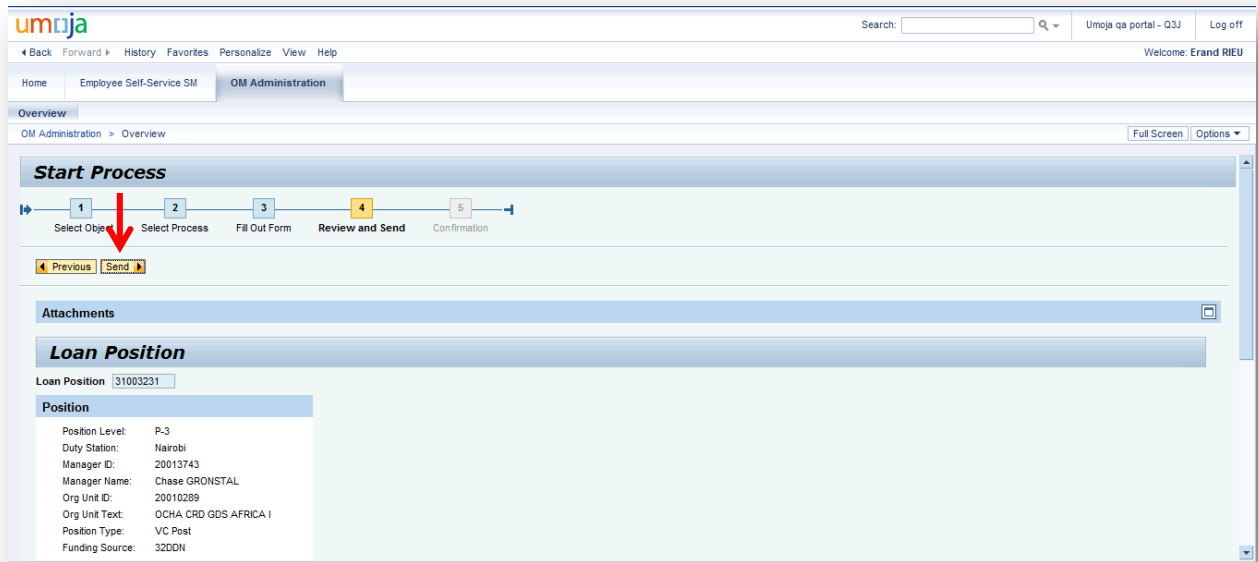 umoja
Search:
Umoja qa portal - Q3J
Log off
Back Forward History Favorites Personalize View Help
Welcome: Erand RIEU
Home Employee Self-Service SM OM Administration
Overview
OM Administration > Overview
Full Screen Options
Start Process
1 2 3 4 5
Select Object Select Process Fill Out Form Review and Send Confirmation
Previous Send
Attachments
Loan Position
Loan Position 31003231
Position
Position Level: P-3
Duty Station: Nairobi
Manager ID: 20013743
Manager Name: Chase GRONSTAL
Org Unit ID: 20010289
Org Unit Text: OCHA CRD GDS AFRICA I
Position Type: VC Post
Funding Source: 32DDN